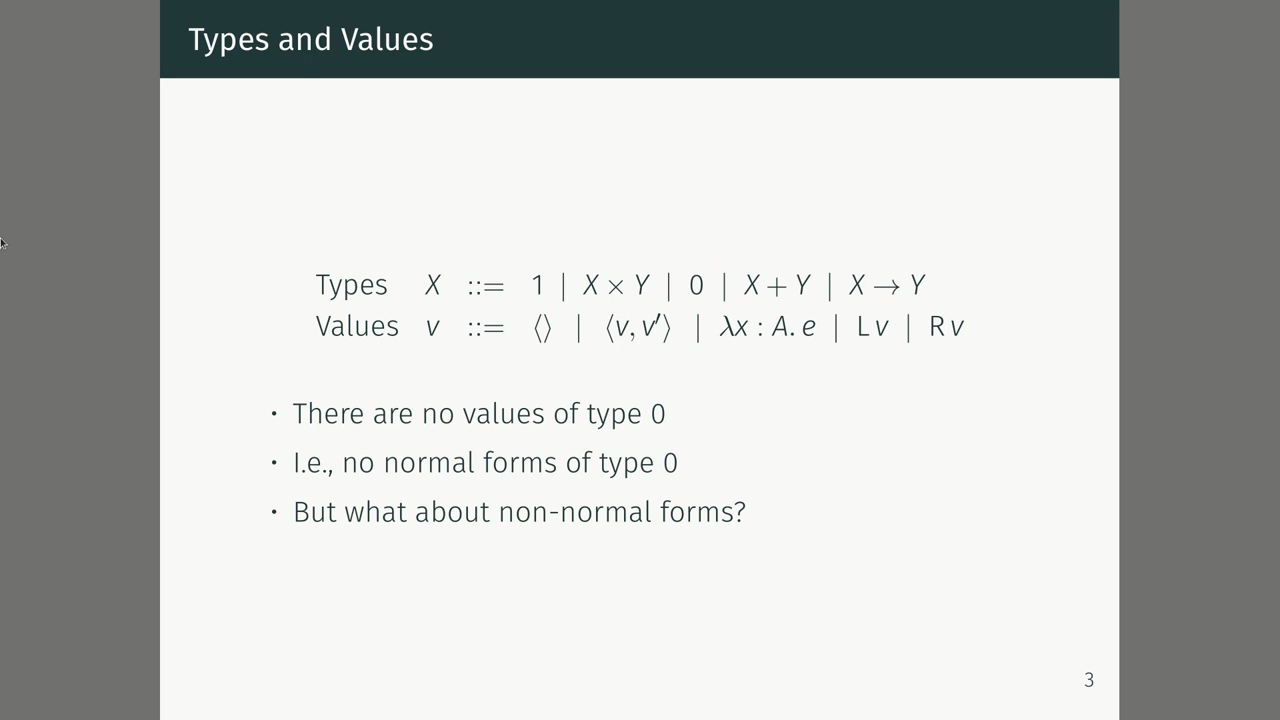 Types and Values
Types X ::= 1 | X × Y | 0 | X + Y | X → Y
Values v ::= ⟨⟩ | ⟨v, v′⟩ | λx : A. e | L v | R v
• There are no values of type 0
• I.e., no normal forms of type 0
• But what about non-normal forms?
3